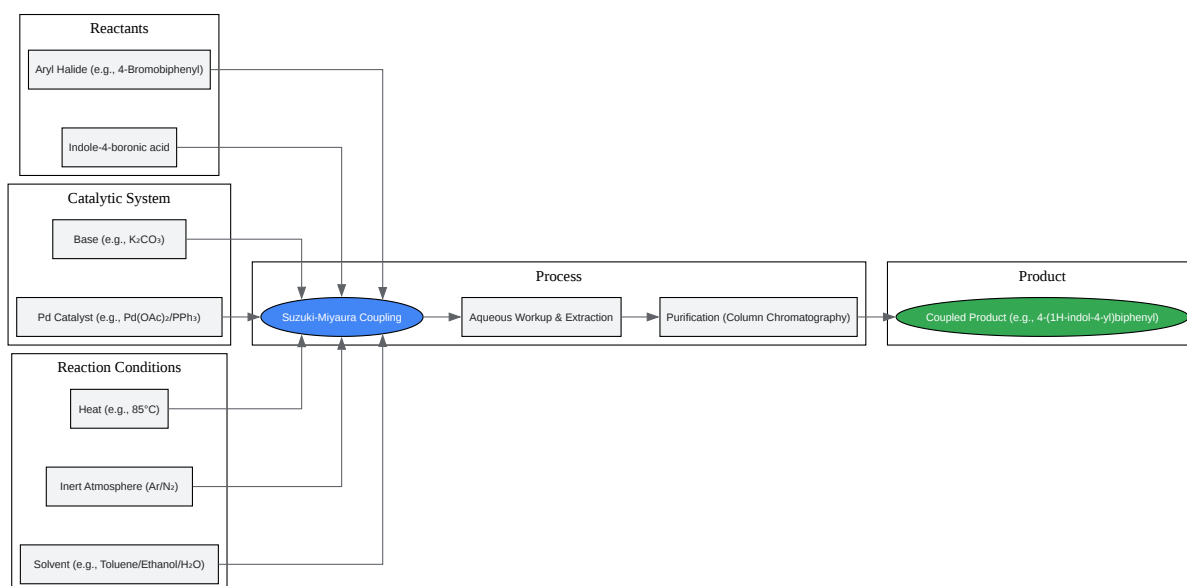 Reactants
Aryl Halide (e.g., 4-Bromobiphenyl)
Indole-4-boronic acid
Catalytic System
Base (e.g., K₂CO₃)
Pd Catalyst (e.g., Pd(OAc)₂/PPh₃)
Reaction Conditions
Heat (e.g., 85°C)
Inert Atmosphere (Ar/N₂)
Solvent (e.g., Toluene/Ethanol/H₂O)
Process
Suzuki-Miyaura Coupling
Aqueous Workup & Extraction
Purification (Column Chromatography)
Product
Coupled Product (e.g., 4-(1H-indol-4-yl)biphenyl)